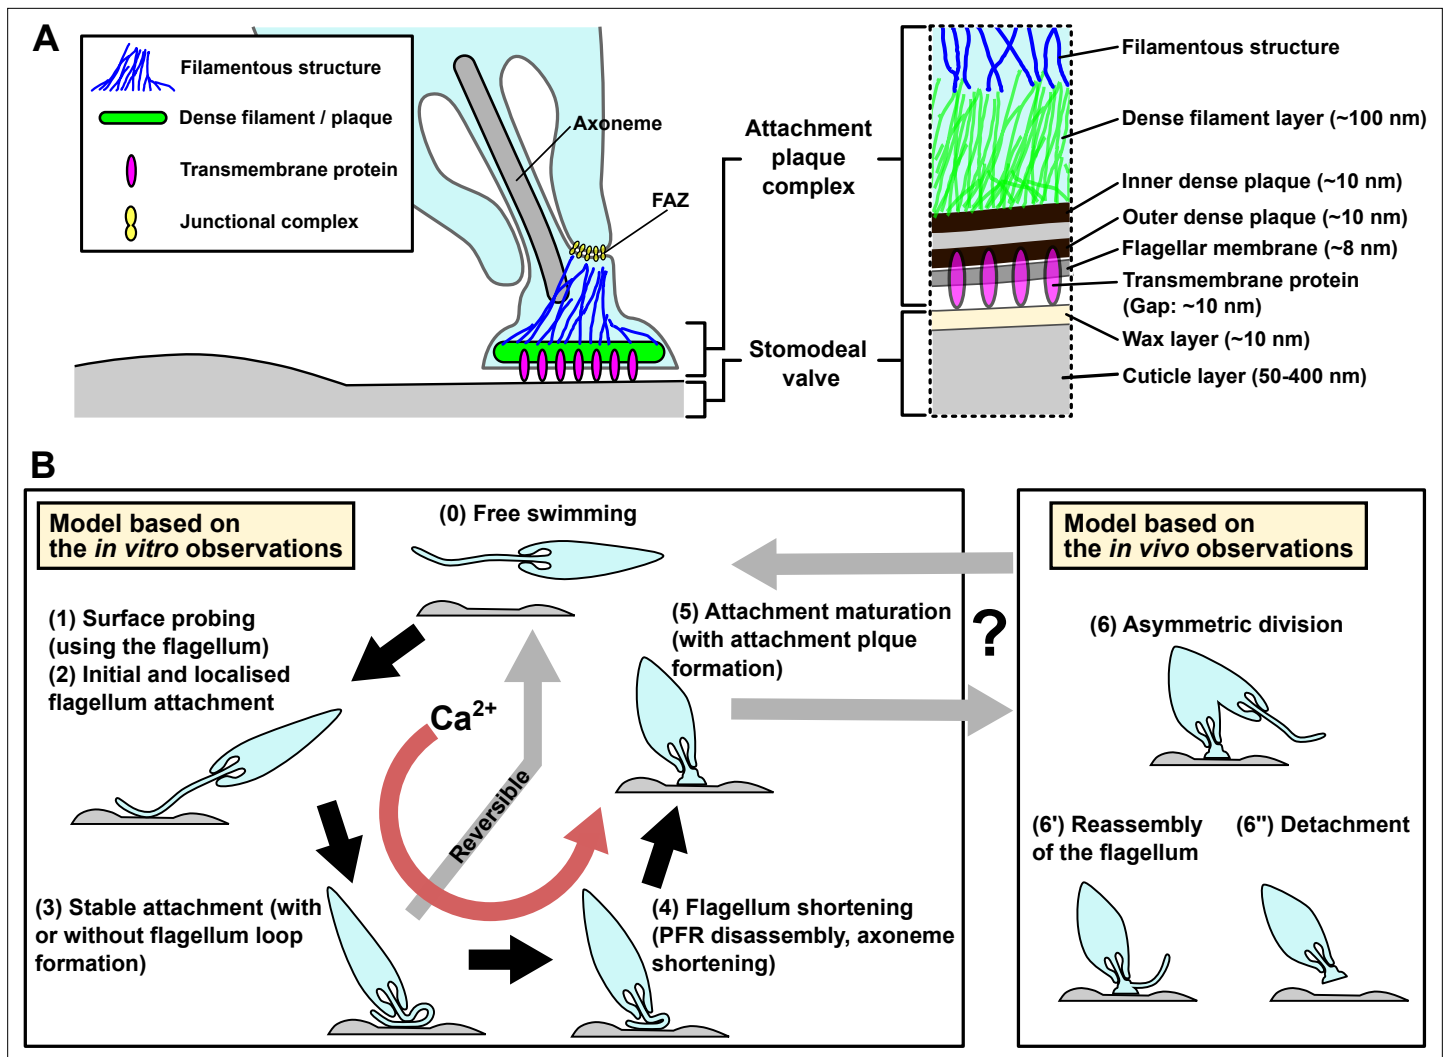 A
Filamentous structure
Dense filament / plaque
Transmembrane protein
Junctional complex
Axoneme
FAZ
Attachment
plaque
complex
Stomodeal
valve
Filamentous structure
Dense filament layer (~100 nm)
Inner dense plaque (~10 nm)
Outer dense plaque (~10 nm)
Flagellar membrane (~8 nm)
Transmembrane protein
(Gap: ~10 nm)
Wax layer (~10 nm)
Cuticle layer (50-400 nm)
B
Model based on
the in vitro observations
(0) Free swimming
(1) Surface probing
(using the flagellum)
(2) Initial and localised
flagellum attachment
(3) Stable attachment (with
or without flagellum loop
formation)
Ca2+
Reversible
(4) Flagellum shortening
(PFR disassembly, axoneme
shortening)
(5) Attachment maturation
(with attachment plque
formation)
?
Model based on
the in vivo observations
(6) Asymmetric division
(6') Reassembly
of the flagellum
(6'') Detachment